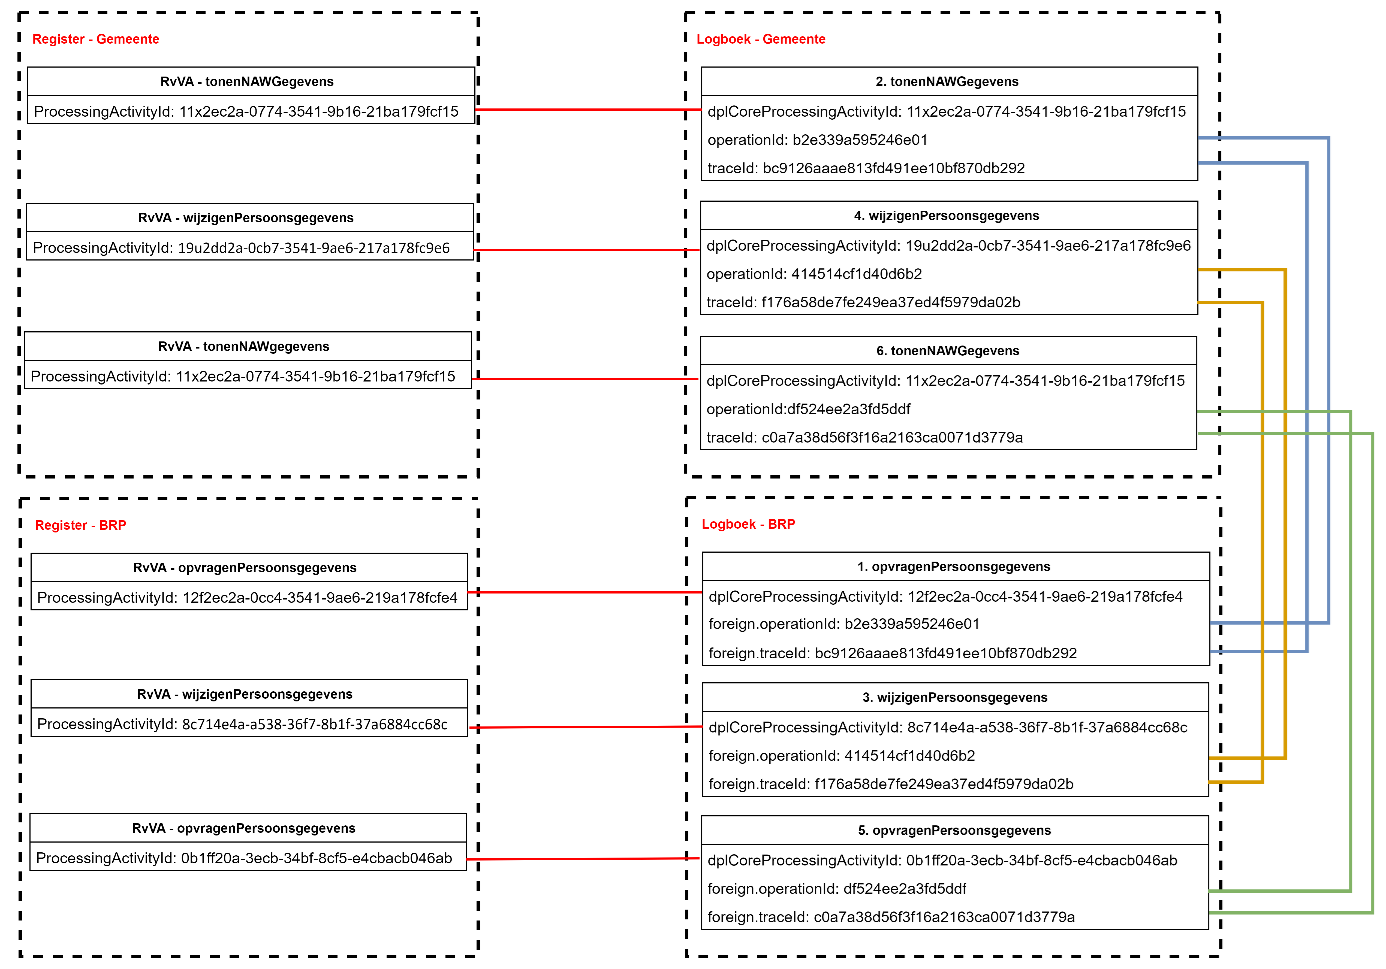 Register - Gemeente
RvVA - tonenNAWGegevens
ProcessingActivityId: 11x2ec2a-0774-3541-9b16-21ba179fcf15
RvVA - wijzigenPersoonsgegevens
ProcessingActivityId: 19u2dd2a-0cb7-3541-9ae6-217a178fc9e6
RvVA - tonenNAWgegevens
ProcessingActivityId: 11x2ec2a-0774-3541-9b16-21ba179fcf15
Logboek - Gemeente
2. tonenNAWGegevens
dplCoreProcessingActivityId: 11x2ec2a-0774-3541-9b16-21ba179fcf15
operationId: b2e339a595246e01
traceId: bc9126aaae813fd491ee10bf870db292
4. wijzigenPersoonsgegevens
dplCoreProcessingActivityId: 19u2dd2a-0cb7-3541-9ae6-217a178fc9e6
operationId: 414514cf1d40d6b2
traceId: f176a58de7fe249ea37ed4f5979da02b
6. tonenNAWGegevens
dplCoreProcessingActivityId: 11x2ec2a-0774-3541-9b16-21ba179fcf15
operationId:df524ee2a3fd5ddf
traceId: c0a7a38d56f3f16a2163ca0071d3779a
Register - BRP
RvVA - opvragenPersoonsgegevens
ProcessingActivityId: 12f2ec2a-0cc4-3541-9ae6-219a178fcfe4
RvVA - wijzigenPersoonsgegevens
ProcessingActivityId: 8c714e4a-a538-36f7-8b1f-37a6884cc68c
RvVA - opvragenPersoonsgegevens
ProcessingActivityId: 0b1ff20a-3ecb-34bf-8cf5-e4cbacb046ab
Logboek - BRP
1. opvragenPersoonsgegevens
dplCoreProcessingActivityId: 12f2ec2a-0cc4-3541-9ae6-219a178fcfe4
foreign.operationId: b2e339a595246e01
foreign.traceId: bc9126aaae813fd491ee10bf870db292
3. wijzigenPersoonsgegevens
dplCoreProcessingActivityId: 8c714e4a-a538-36f7-8b1f-37a6884cc68c
foreign.operationId: 414514cf1d40d6b2
foreign.traceId: f176a58de7fe249ea37ed4f5979da02b
5. opvragenPersoonsgegevens
dplCoreProcessingActivityId: 0b1ff20a-3ecb-34bf-8cf5-e4cbacb046ab
foreign.operationId: df524ee2a3fd5ddf
foreign.traceId: c0a7a38d56f3f16a2163ca0071d3779a